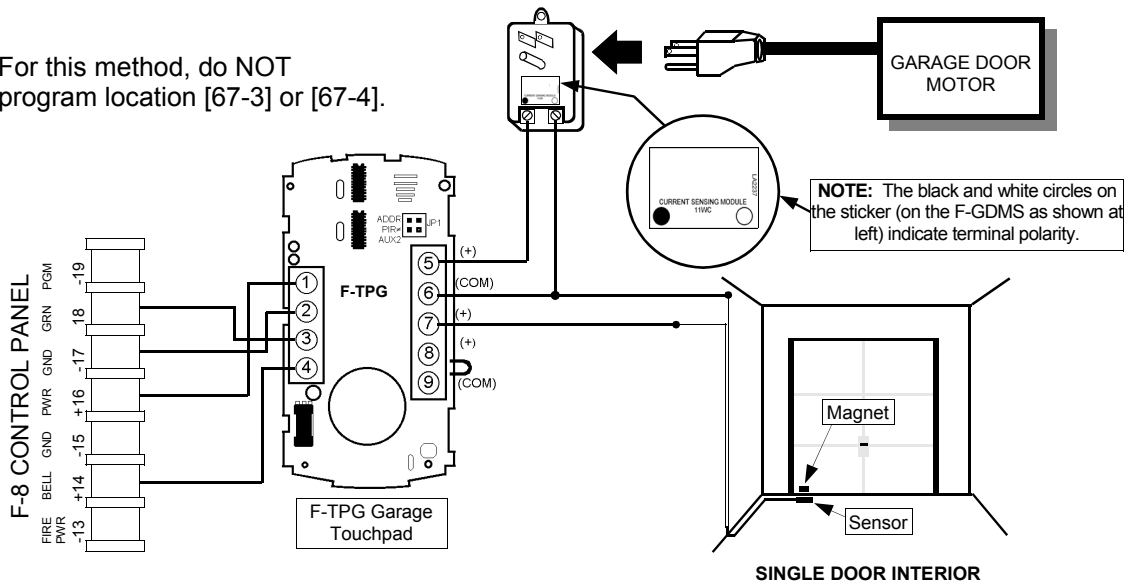 For this method, do NOT
program location [67-3] or [67-4].
GARAGE DOOR
MOTOR
CURRENT SENSING MODULE
11WC
LA2237
NOTE: The black and white circles on
the sticker (on the F-GDMS as shown at
left) indicate terminal polarity.
F-8 CONTROL PANEL
PGM
-19
GRN
18
GND
-17
PWR
+16
GND
-15
BELL
+14
FIRE
PWR
-13
ADDR
PIR≠
AUX2
JP1
F-TPG
1
2
3
4
5
6
7
8
9
(+)
(COM)
(+)
(+)
(COM)
F-TPG Garage
Touchpad
Magnet
Sensor
SINGLE DOOR INTERIOR